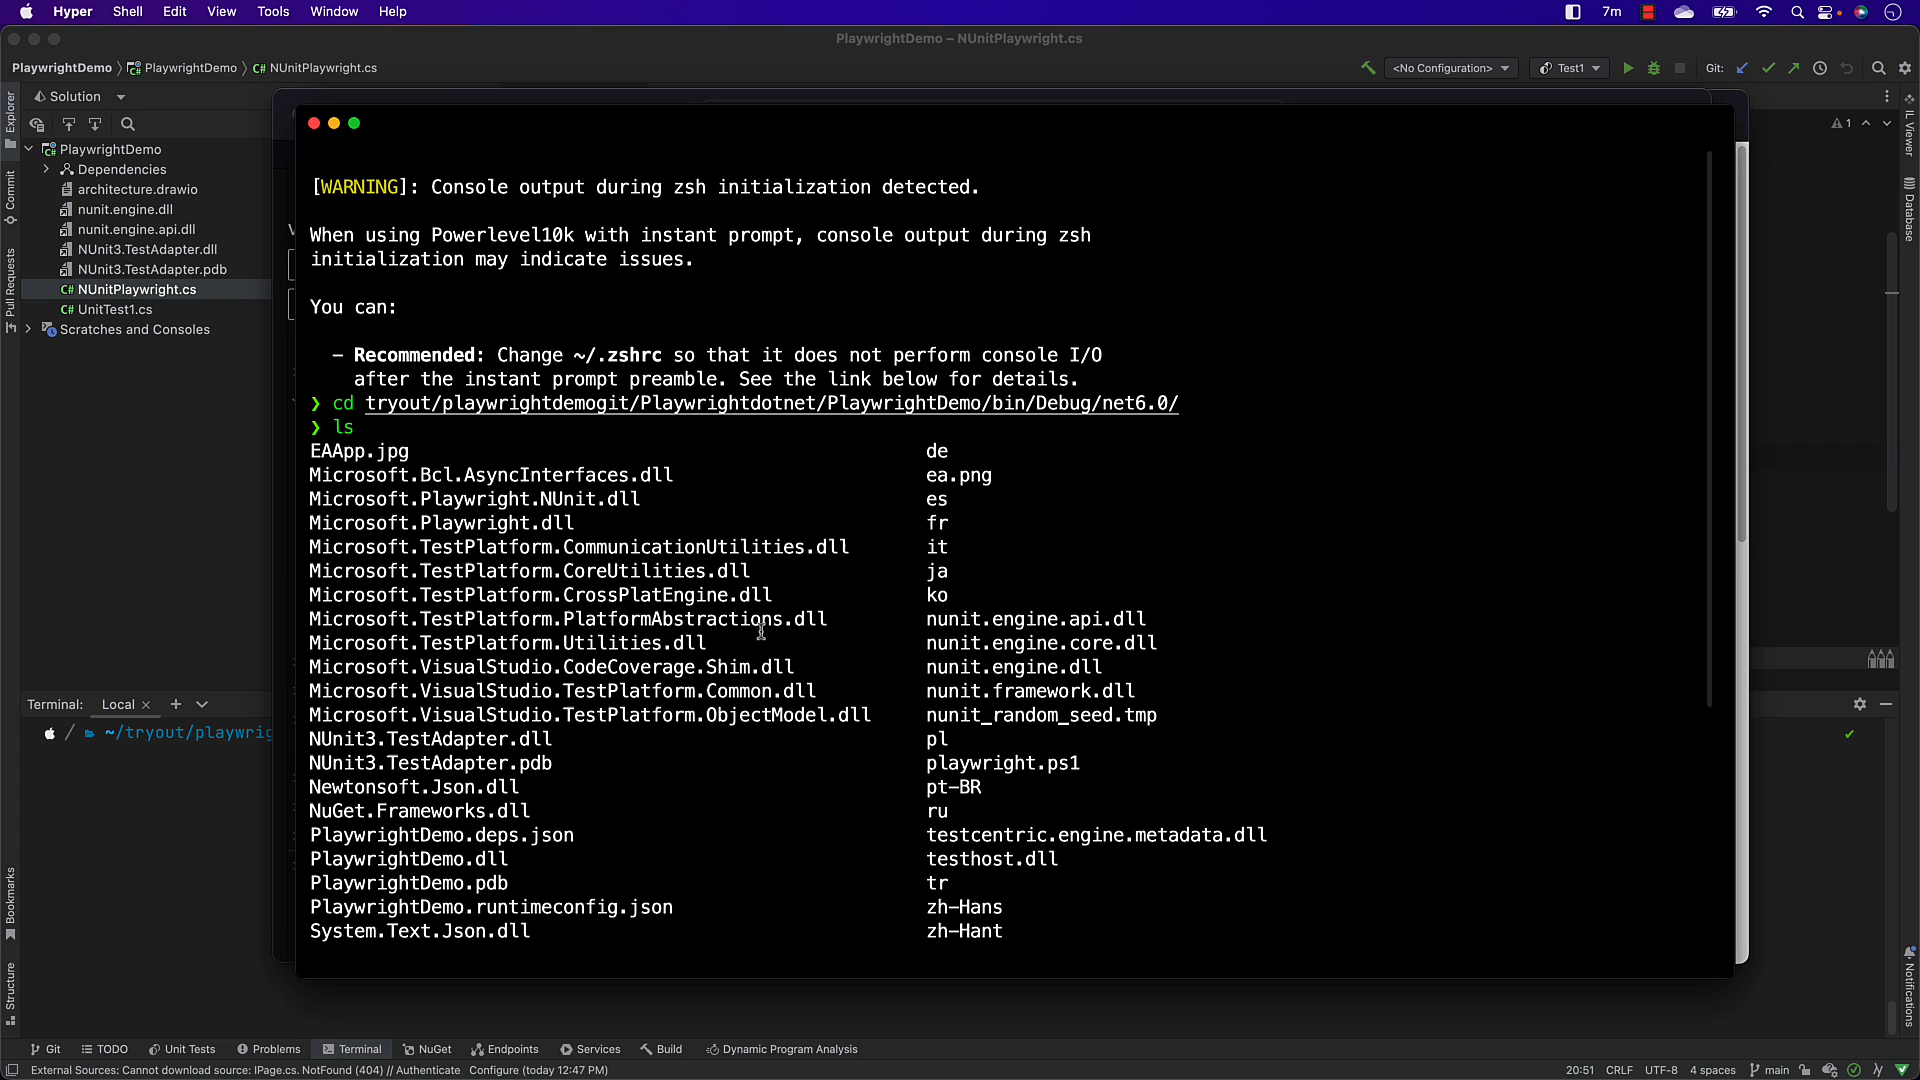 Hyper Shell Edit View Tools Window Help 7m
PlaywrightDemo – NUnitPlaywright.cs
PlaywrightDemo PlaywrightDemo C# NUnitPlaywright.cs <No Configuration> Test1 Git:
Solution
PlaywrightDemo
Dependencies
architecture.drawio
nunit.engine.dll
nunit.engine.api.dll
NUnit3.TestAdapter.dll
NUnit3.TestAdapter.pdb
C# NUnitPlaywright.cs
C# UnitTest1.cs
Scratches and Consoles
Explorer
Commit
Pull Requests
Bookmarks
Structure
1
IL Viewer
Database
Notifications
[WARNING]: Console output during zsh initialization detected.
When using Powerlevel10k with instant prompt, console output during zsh
initialization may indicate issues.
You can:
– Recommended: Change ~/.zshrc so that it does not perform console I/O
after the instant prompt preamble. See the link below for details.
❯ cd tryout/playwrightdemogit/Playwrightdotnet/PlaywrightDemo/bin/Debug/net6.0/
❯ ls
EAApp.jpg de
Microsoft.Bcl.AsyncInterfaces.dll ea.png
Microsoft.Playwright.NUnit.dll es
Microsoft.Playwright.dll fr
Microsoft.TestPlatform.CommunicationUtilities.dll it
Microsoft.TestPlatform.CoreUtilities.dll ja
Microsoft.TestPlatform.CrossPlatEngine.dll ko
Microsoft.TestPlatform.PlatformAbstractions.dll nunit.engine.api.dll
Microsoft.TestPlatform.Utilities.dll nunit.engine.core.dll
Microsoft.VisualStudio.CodeCoverage.Shim.dll nunit.engine.dll
Microsoft.VisualStudio.TestPlatform.Common.dll nunit.framework.dll
Microsoft.VisualStudio.TestPlatform.ObjectModel.dll nunit_random_seed.tmp
NUnit3.TestAdapter.dll pl
NUnit3.TestAdapter.pdb playwright.ps1
Newtonsoft.Json.dll pt-BR
NuGet.Frameworks.dll ru
PlaywrightDemo.deps.json testcentric.engine.metadata.dll
PlaywrightDemo.dll testhost.dll
PlaywrightDemo.pdb tr
PlaywrightDemo.runtimeconfig.json zh-Hans
System.Text.Json.dll zh-Hant
Terminal: Local
/ ~/tryout/playwrig
Git TODO Unit Tests Problems Terminal NuGet Endpoints Services Build Dynamic Program Analysis
External Sources: Cannot download source: IPage.cs. NotFound (404) // Authenticate Configure (today 12:47 PM) 20:51 CRLF UTF-8 4 spaces main